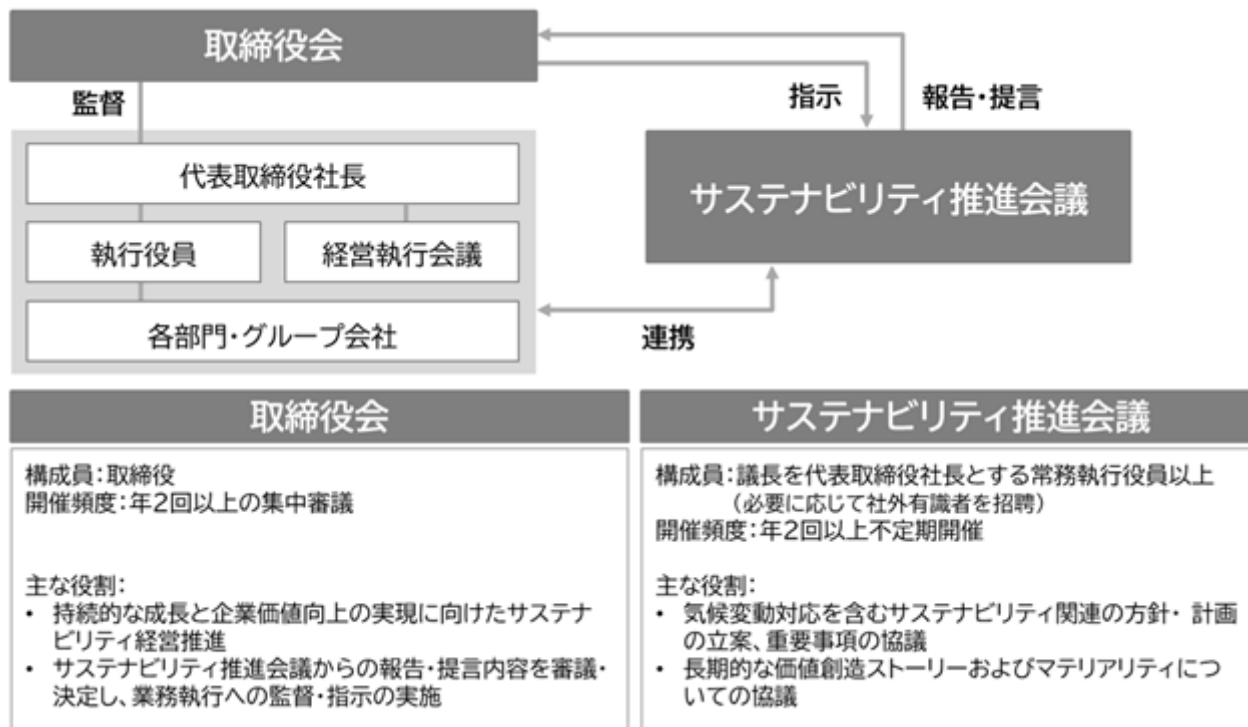 取締役会
監督
指示
報告・提言
代表取締役社長
サステナビリティ推進会議
執行役員
経営執行会議
各部門・グループ会社
連携
取締役会
構成員：取締役
開催頻度：年2回以上の集中審議
主な役割：
• 持続的な成長と企業価値向上の実現に向けたサステナ
ビリティ経営推進
• サステナビリティ推進会議からの報告・提言内容を審議・
決定し、業務執行への監督・指示の実施
サステナビリティ推進会議
構成員：議長を代表取締役社長とする常務執行役員以上
（必要に応じて社外有識者を招聘）
開催頻度：年2回以上不定期開催
主な役割：
• 気候変動対応を含むサステナビリティ関連の方針・ 計画
の立案、重要事項の協議
• 長期的な価値創造ストーリーおよびマテリアリティにつ
いての協議